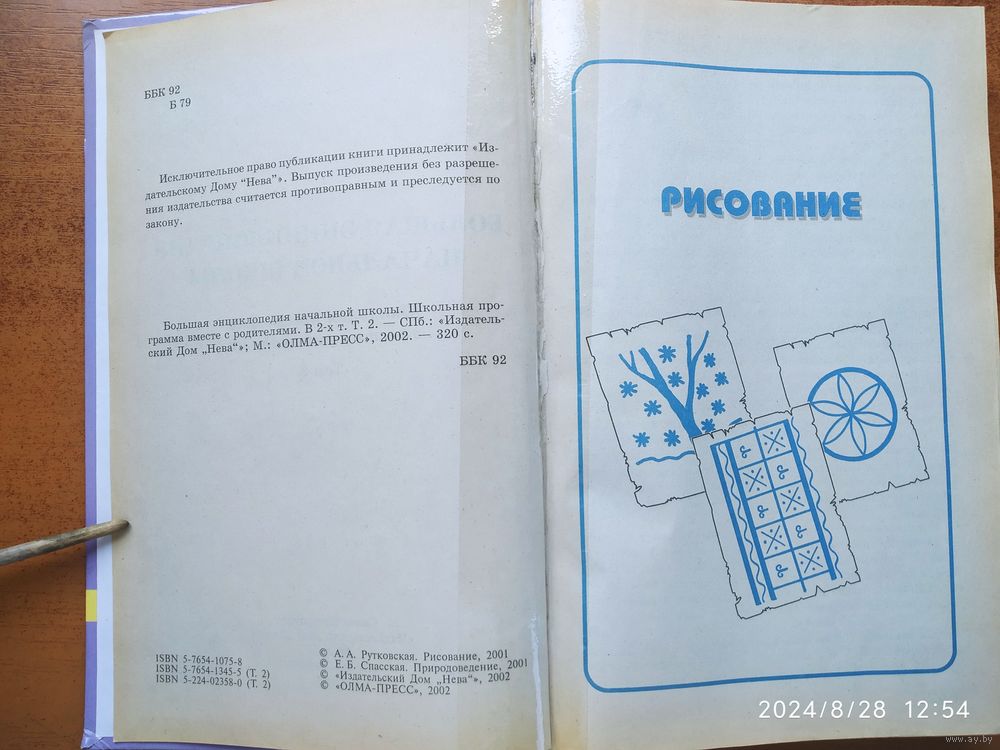 ББК 92
Б 79
Исключительное право публикации книги принадлежит «Из-
дательскому Дому “Нева”». Выпуск произведения без разреше-
ния издательства считается противоправным и преследуется по
закону.
Большая энциклопедия начальной школы. Школьная про-
грамма вместе с родителями. В 2-х т. Т. 2. — СПб.: «Издатель-
ский Дом „Нева“»; М.: «ОЛМА-ПРЕСС», 2002. — 320 с.
ББК 92
ISBN 5-7654-1075-8
ISBN 5-7654-1345-5 (Т. 2)
ISBN 5-224-02358-0 (Т. 2)
© А. А. Рутковская. Рисование, 2001
© Е. Б. Спасская. Природоведение, 2001
© «Издательский Дом „Нева“», 2002
© «ОЛМА-ПРЕСС», 2002
РИСОВАНИЕ
2024/8/28 12:54
www.ay.by